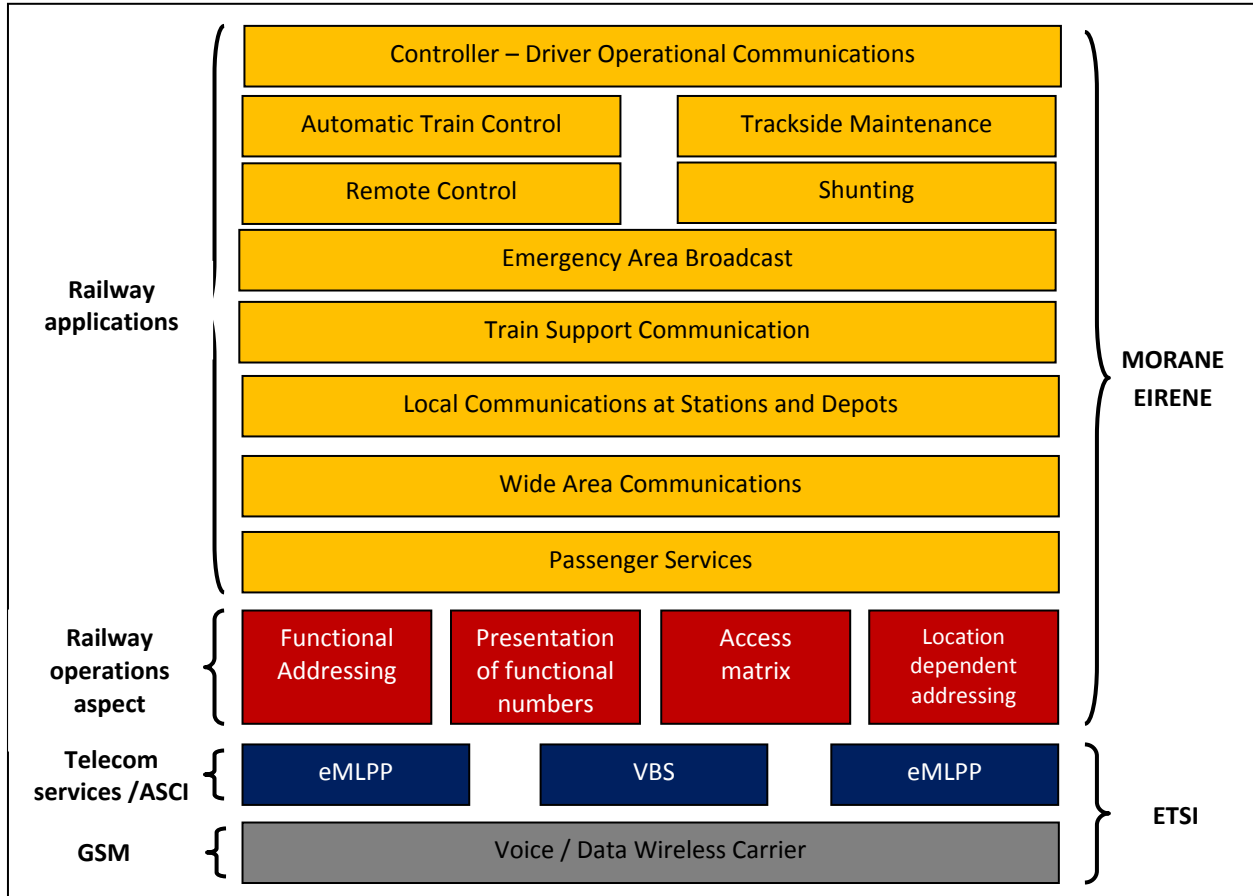 Controller – Driver Operational Communications
Automatic Train Control
Trackside Maintenance
Remote Control
Shunting
Emergency Area Broadcast
Railway
applications
Train Support Communication
MORANE
EIRENE
Local Communications at Stations and Depots
Wide Area Communications
Passenger Services
Railway
operations
aspect
Functional
Addressing
Presentation
of functional
numbers
Access
matrix
Location
dependent
addressing
Telecom
services /ASCI
eMLPP
VBS
eMLPP
ETSI
GSM
Voice / Data Wireless Carrier